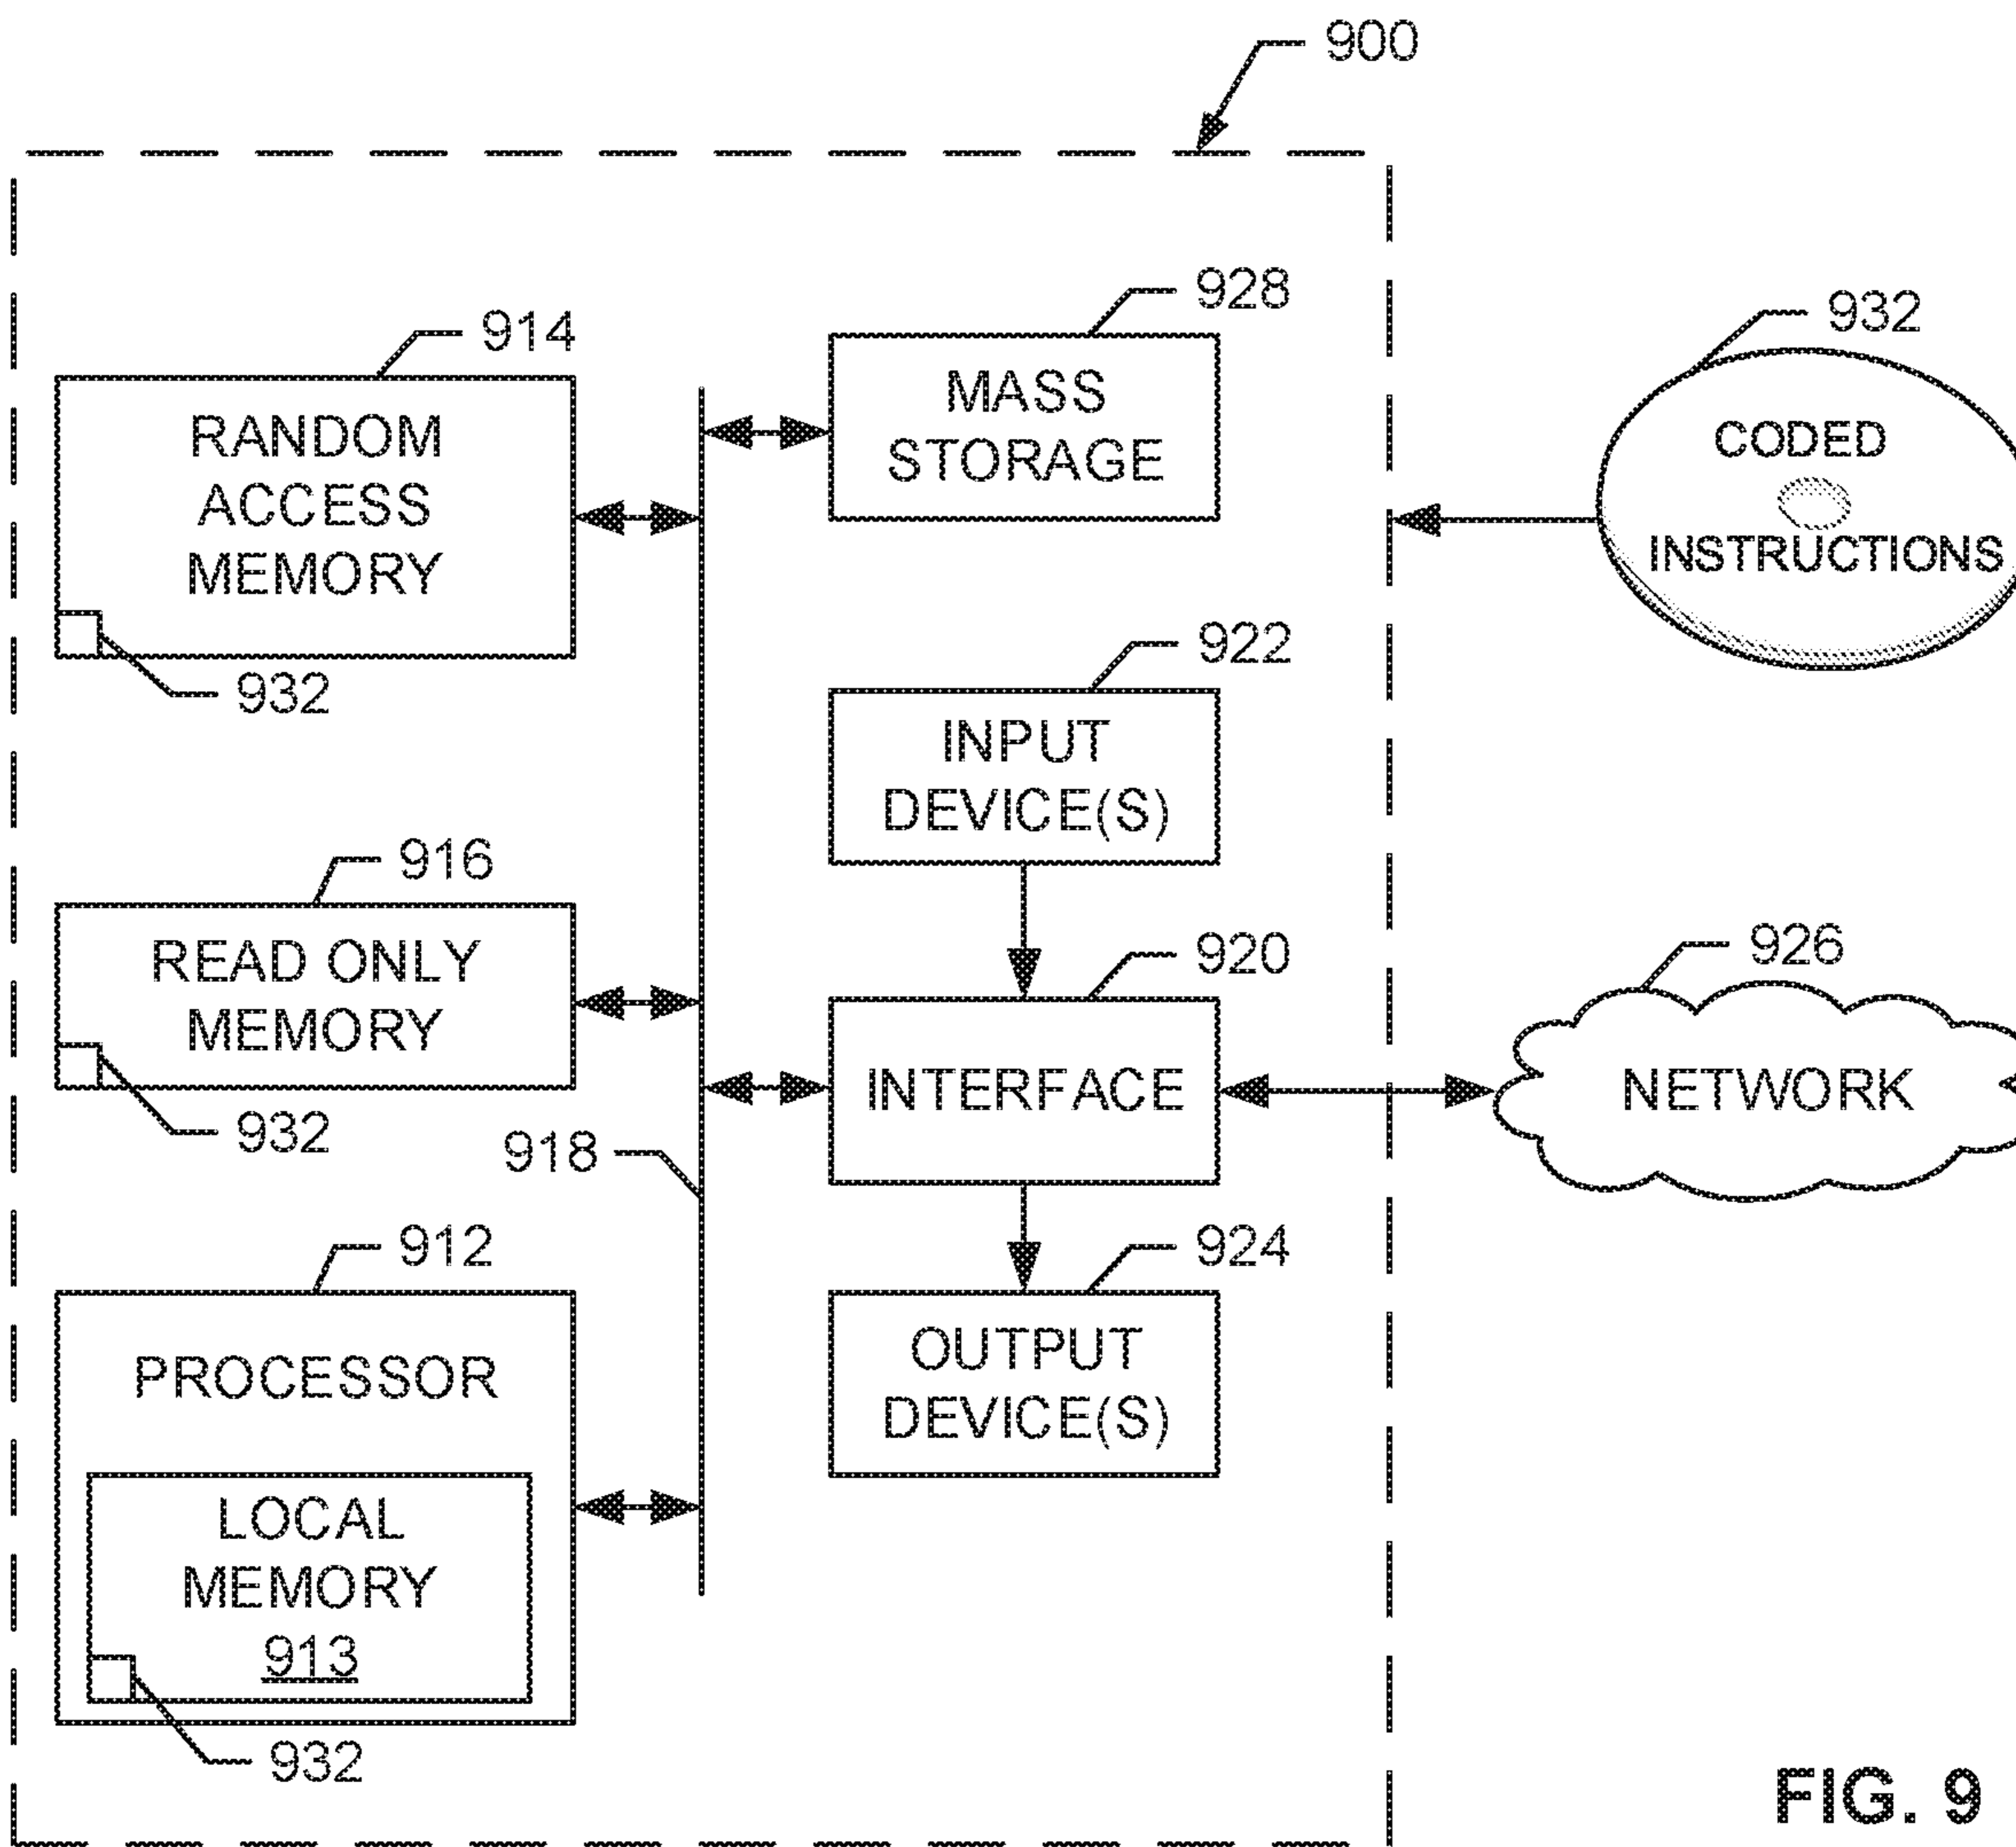 900
914
RANDOM
ACCESS
MEMORY
932
928
MASS
STORAGE
932
CODED
INSTRUCTIONS
922
INPUT
DEVICE(S)
916
READ ONLY
MEMORY
932
920
INTERFACE
926
NETWORK
918
912
PROCESSOR
LOCAL
MEMORY
913
932
924
OUTPUT
DEVICE(S)
FIG. 9